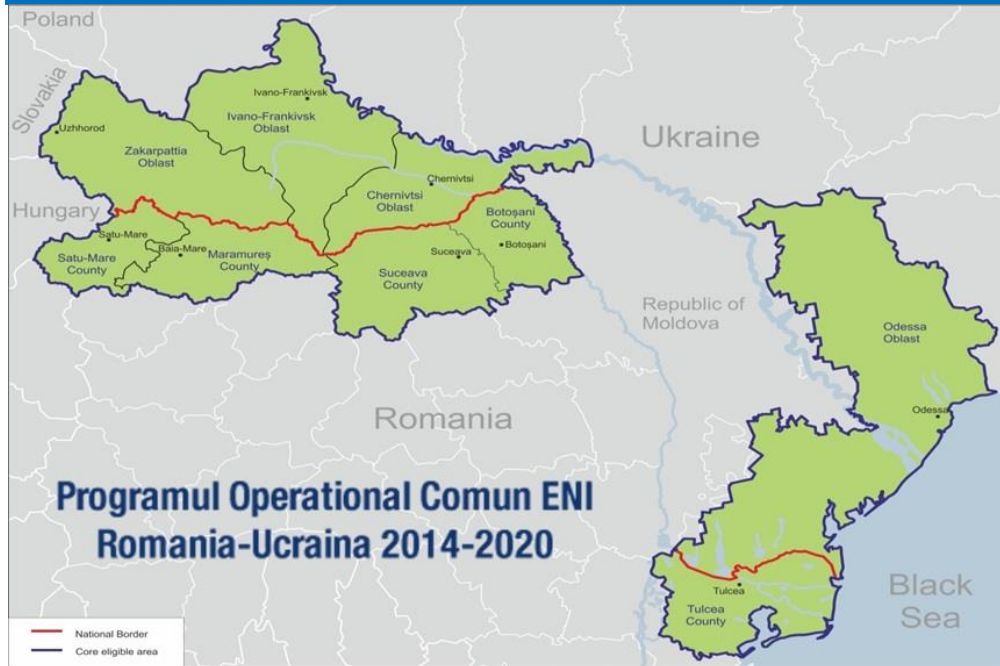 Poland
Slovakia
Ivano-Frankivsk
Ivano-Frankivsk
Oblast
Uzhhorod
Zakarpattia
Oblast
Ukraine
Chernivtsi
Chernivtsi
Oblast
Hungary
Botoșani
County
Satu-Mare
Baia-Mare
Maramureș
County
Satu-Mare
County
Suceava
Botoșani
Suceava
County
Republic of
Moldova
Odessa
Oblast
Odessa
Romania
Programul Operational Comun ENI
Romania-Ucraina 2014-2020
Black
Sea
Tulcea
Tulcea
County
National Border
Core eligible area